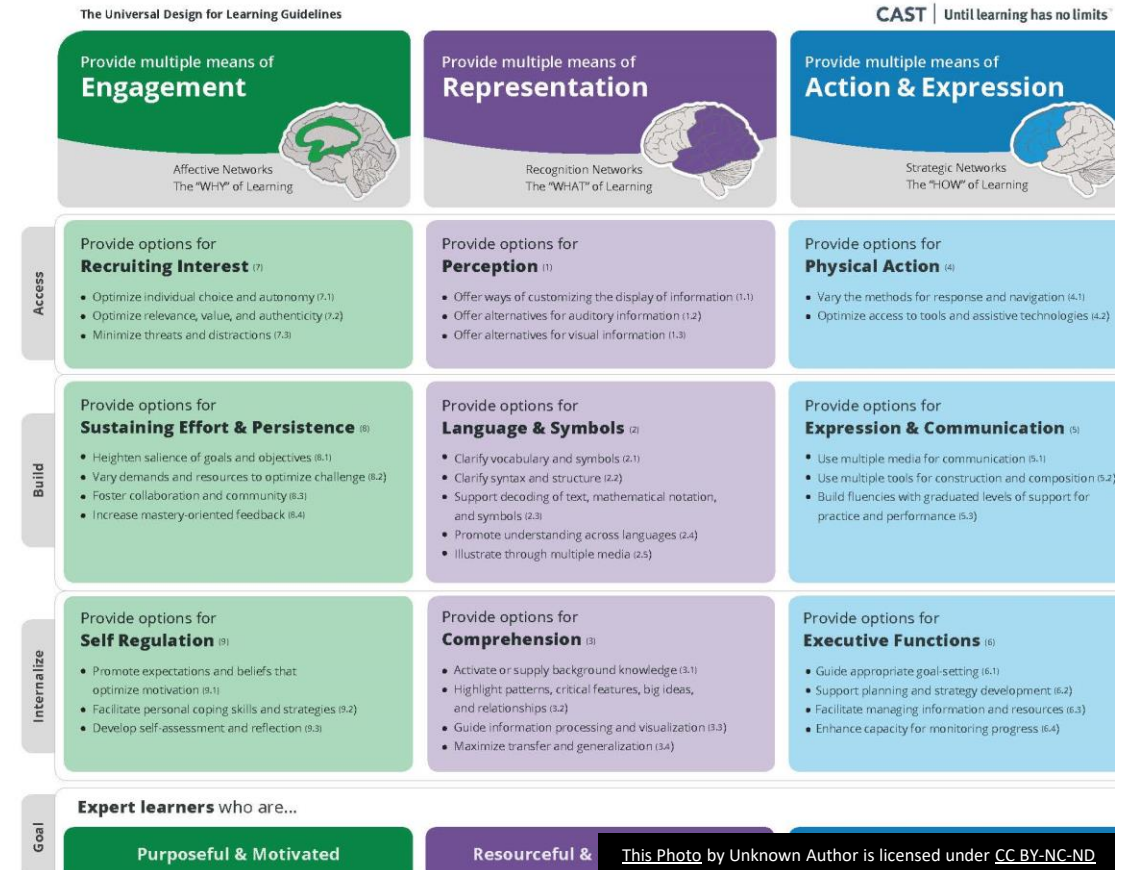 The Universal Design for Learning Guidelines
CAST | Until learning has no limits™
Provide multiple means of
Engagement
Affective Networks
The "WHY" of Learning
Provide multiple means of
Representation
Recognition Networks
The "WHAT" of Learning
Provide multiple means of
Action & Expression
Strategic Networks
The "HOW" of Learning
Access
Provide options for
Recruiting Interest (7)
• Optimize individual choice and autonomy (7.1)
• Optimize relevance, value, and authenticity (7.2)
• Minimize threats and distractions (7.3)
Provide options for
Perception (1)
• Offer ways of customizing the display of information (1.1)
• Offer alternatives for auditory information (1.2)
• Offer alternatives for visual information (1.3)
Provide options for
Physical Action (4)
• Vary the methods for response and navigation (4.1)
• Optimize access to tools and assistive technologies (4.2)
Build
Provide options for
Sustaining Effort & Persistence (8)
• Heighten salience of goals and objectives (8.1)
• Vary demands and resources to optimize challenge (8.2)
• Foster collaboration and community (8.3)
• Increase mastery-oriented feedback (8.4)
Provide options for
Language & Symbols (2)
• Clarify vocabulary and symbols (2.1)
• Clarify syntax and structure (2.2)
• Support decoding of text, mathematical notation,
and symbols (2.3)
• Promote understanding across languages (2.4)
• Illustrate through multiple media (2.5)
Provide options for
Expression & Communication (5)
• Use multiple media for communication (5.1)
• Use multiple tools for construction and composition (5.2)
• Build fluencies with graduated levels of support for
practice and performance (5.3)
Internalize
Provide options for
Self Regulation (9)
• Promote expectations and beliefs that
optimize motivation (9.1)
• Facilitate personal coping skills and strategies (9.2)
• Develop self-assessment and reflection (9.3)
Provide options for
Comprehension (3)
• Activate or supply background knowledge (3.1)
• Highlight patterns, critical features, big ideas,
and relationships (3.2)
• Guide information processing and visualization (3.3)
• Maximize transfer and generalization (3.4)
Provide options for
Executive Functions (6)
• Guide appropriate goal-setting (6.1)
• Support planning and strategy development (6.2)
• Facilitate managing information and resources (6.3)
• Enhance capacity for monitoring progress (6.4)
Goal
Expert learners who are...
Purposeful & Motivated
Resourceful &
This Photo by Unknown Author is licensed under CC BY-NC-ND